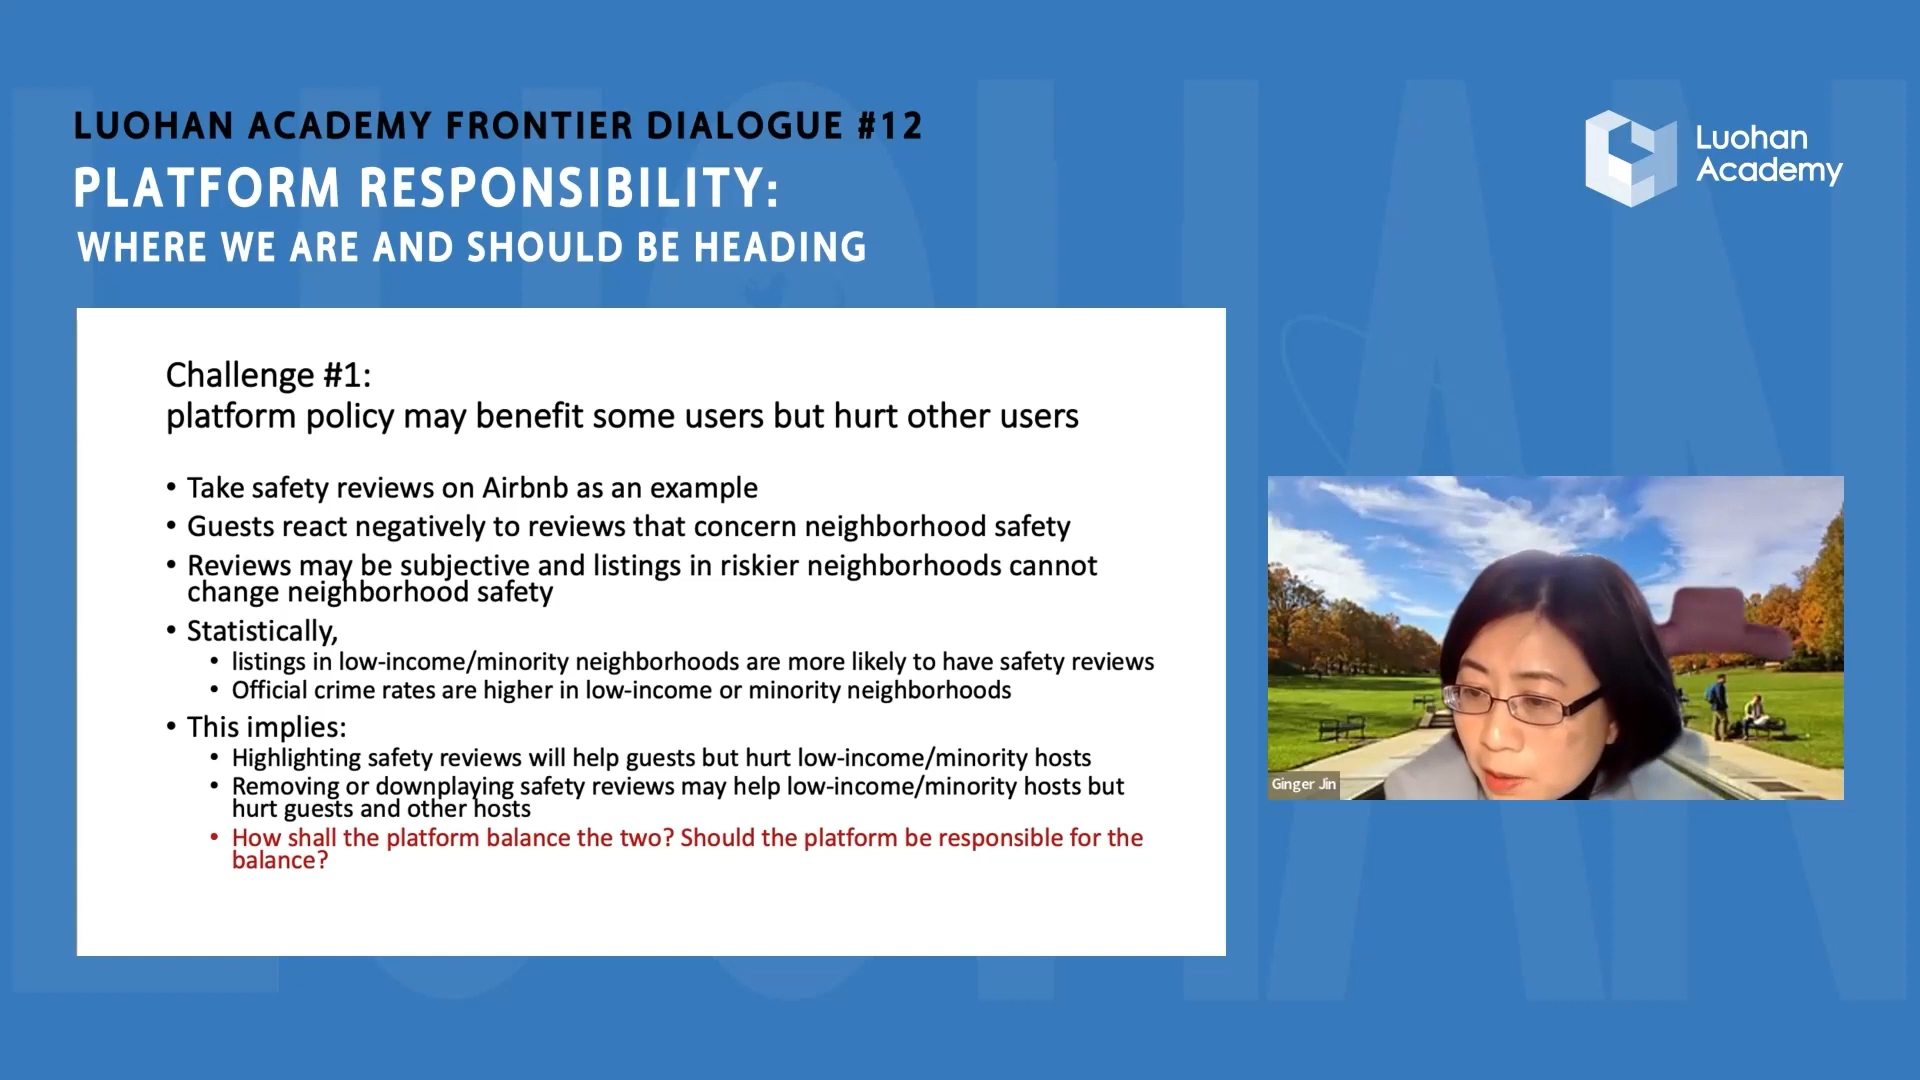 LUOHAN ACADEMY FRONTIER DIALOGUE #12
PLATFORM RESPONSIBILITY:
WHERE WE ARE AND SHOULD BE HEADING
Luohan
Academy
Challenge #1:
platform policy may benefit some users but hurt other users
• Take safety reviews on Airbnb as an example
• Guests react negatively to reviews that concern neighborhood safety
• Reviews may be subjective and listings in riskier neighborhoods cannot
change neighborhood safety
• Statistically,
• listings in low-income/minority neighborhoods are more likely to have safety reviews
• Official crime rates are higher in low-income or minority neighborhoods
• This implies:
• Highlighting safety reviews will help guests but hurt low-income/minority hosts
• Removing or downplaying safety reviews may help low-income/minority hosts but
hurt guests and other hosts
• How shall the platform balance the two? Should the platform be responsible for the
balance?
Ginger Jin